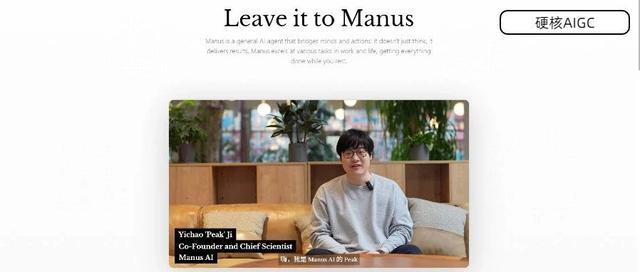 Leave it to Manus
硬核AIGC
Manus is a general AI agent that bridges minds and actions: it doesn't just think, it
delivers results. Manus excels at various tasks in work and life, getting everything
done while you rest.
Yichao 'Peak' Ji
Co-Founder and Chief Scientist
Manus AI
嗨，我是 Manus AI 的 Peak